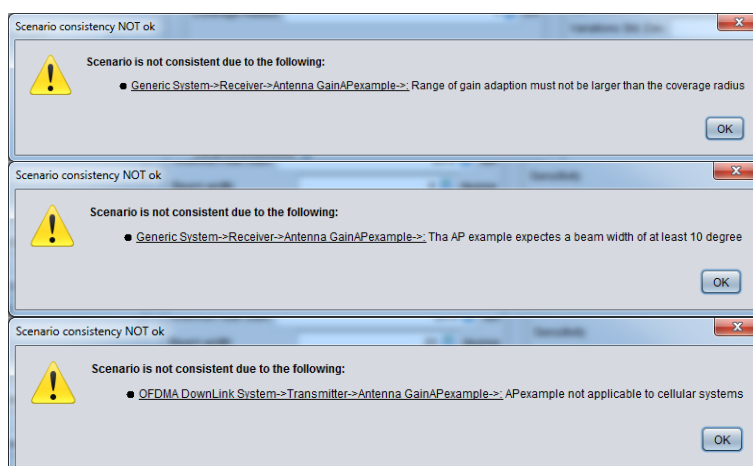 Scenario consistency NOT ok
Scenario is not consistent due to the following:
Generic System->Receiver->Antenna GainAPexample->: Range of gain adaption must not be larger than the coverage radius
OK
Scenario consistency NOT ok
Sensitivity
Scenario is not consistent due to the following:
Generic System->Receiver->Antenna GainAPexample->: Tha AP example expectes a beam width of at least 10 degree
OK
Scenario consistency NOT ok
Sensitivity
Scenario is not consistent due to the following:
OFDMA DownLink System->Transmitter->Antenna GainAPexample->: APexample not applicable to cellular systems
OK